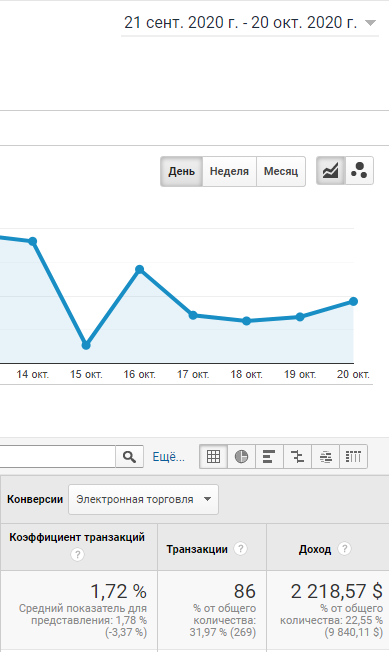 21 сент. 2020 г. - 20 окт. 2020 г.
День Неделя Месяц
14 окт. 15 окт. 16 окт. 17 окт. 18 окт. 19 окт. 20 окт.
Ещё...
Конверсии Электронная торговля
Коэффициент транзакций ? Транзакции ? Доход ?
1,72 % 86 2 218,57 $
Средний показатель для представления: 1,78 % (-3,37 %)
% от общего количества: 31,97 % (269)
% от общего количества: 22,55 % (9 840,11 $)